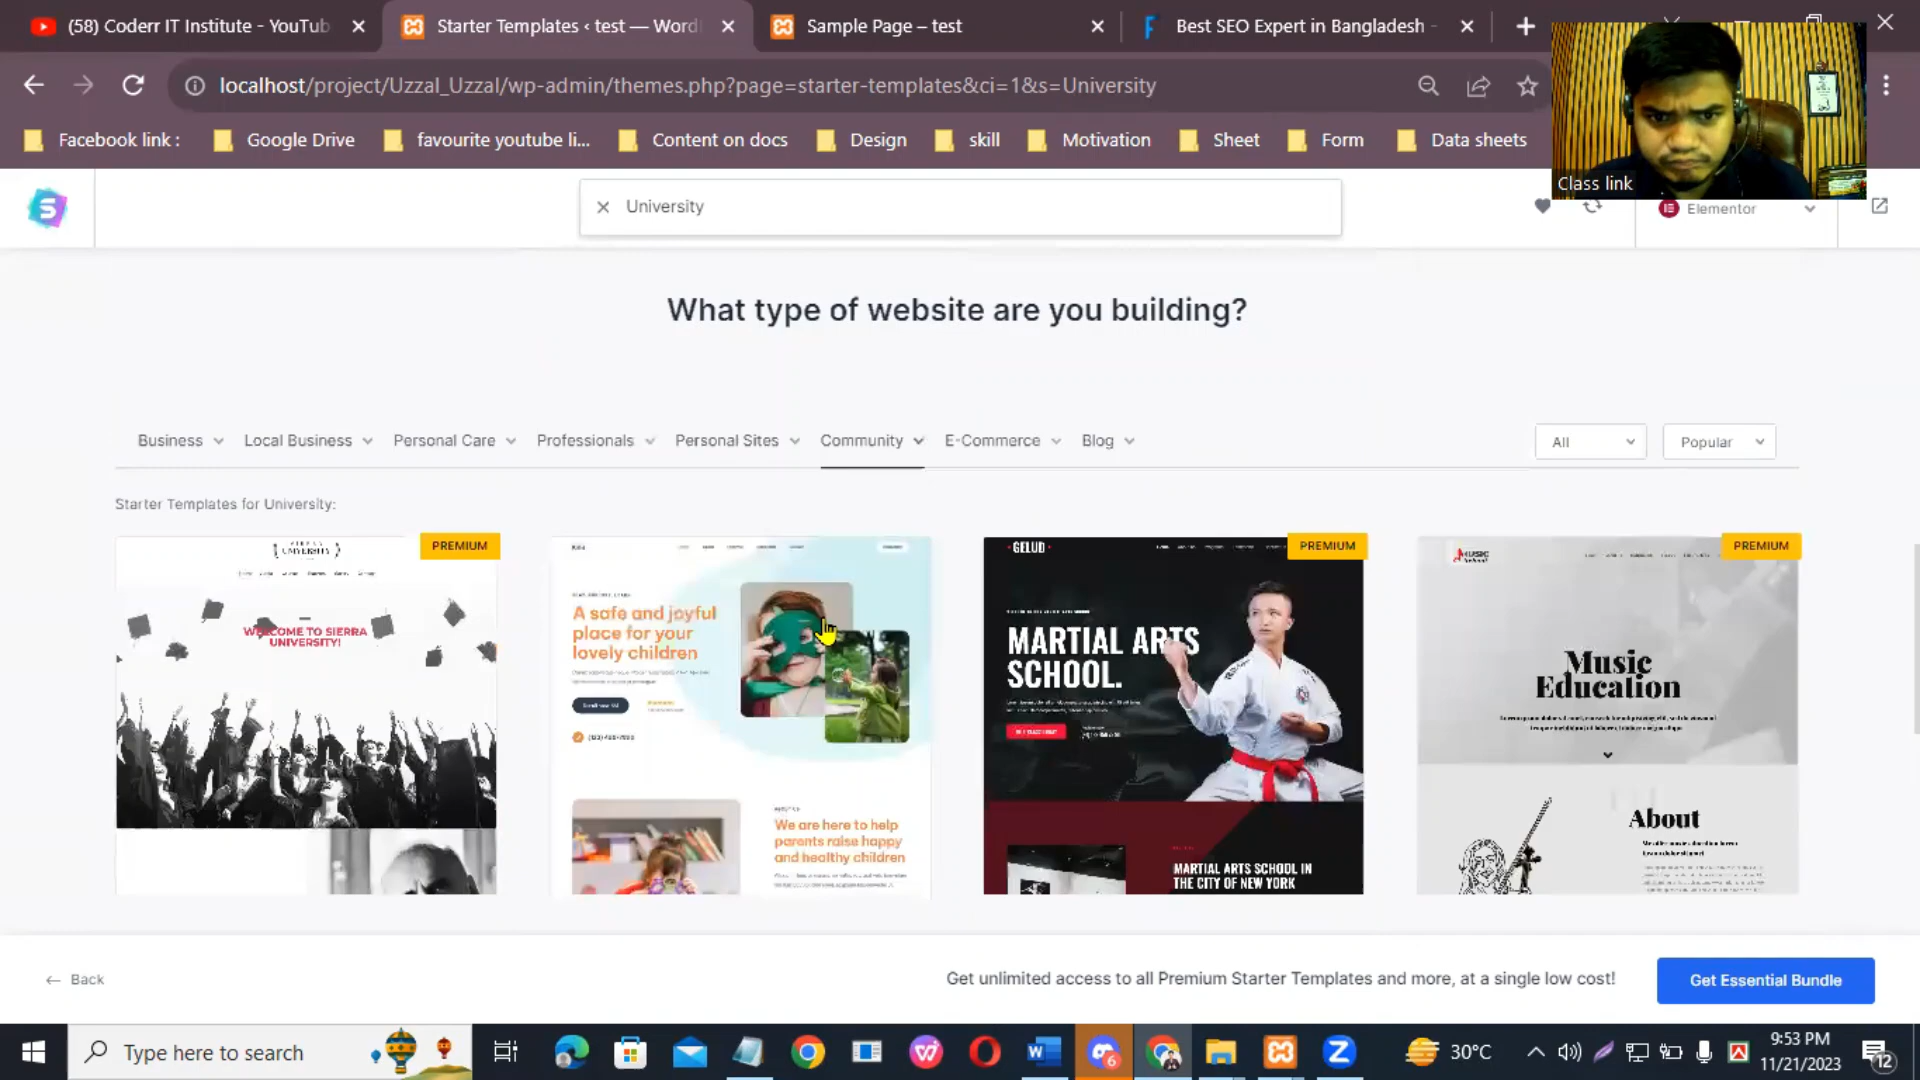 (58) Coderr IT Institute - YouTub
Starter Templates ‹ test — Word
Sample Page – test
Best SEO Expert in Bangladesh -
localhost/project/Uzzal_Uzzal/wp-admin/themes.php?page=starter-templates&ci=1&s=University
Facebook link :
Google Drive
favourite youtube li...
Content on docs
Design
skill
Motivation
Sheet
Form
Data sheets
Class link
University
Elementor
What type of website are you building?
Business
Local Business
Personal Care
Professionals
Personal Sites
Community
E-Commerce
Blog
All
Popular
Starter Templates for University:
UNIVERSITY
PREMIUM
WELCOME TO SIERRA
UNIVERSITY!
A safe and joyful
place for your
lovely children
We are here to help
parents raise happy
and healthy children
GELUD
PREMIUM
MARTIAL ARTS
SCHOOL.
MARTIAL ARTS SCHOOL IN
THE CITY OF NEW YORK
MUSIC
PREMIUM
Music
Education
About
Back
Get unlimited access to all Premium Starter Templates and more, at a single low cost!
Get Essential Bundle
Type here to search
6
30°C
9:53 PM
11/21/2023
12